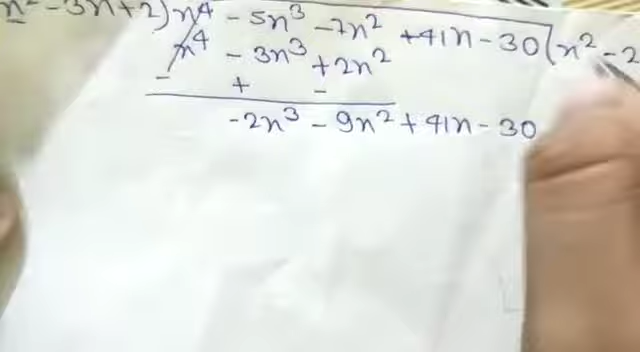 x² - 3x + 2) x⁴ - 5x³ - 7x² + 41x - 30 (x² - 2
x⁴ - 3x³ + 2x²
- + -
-2x³ - 9x² + 41x - 30